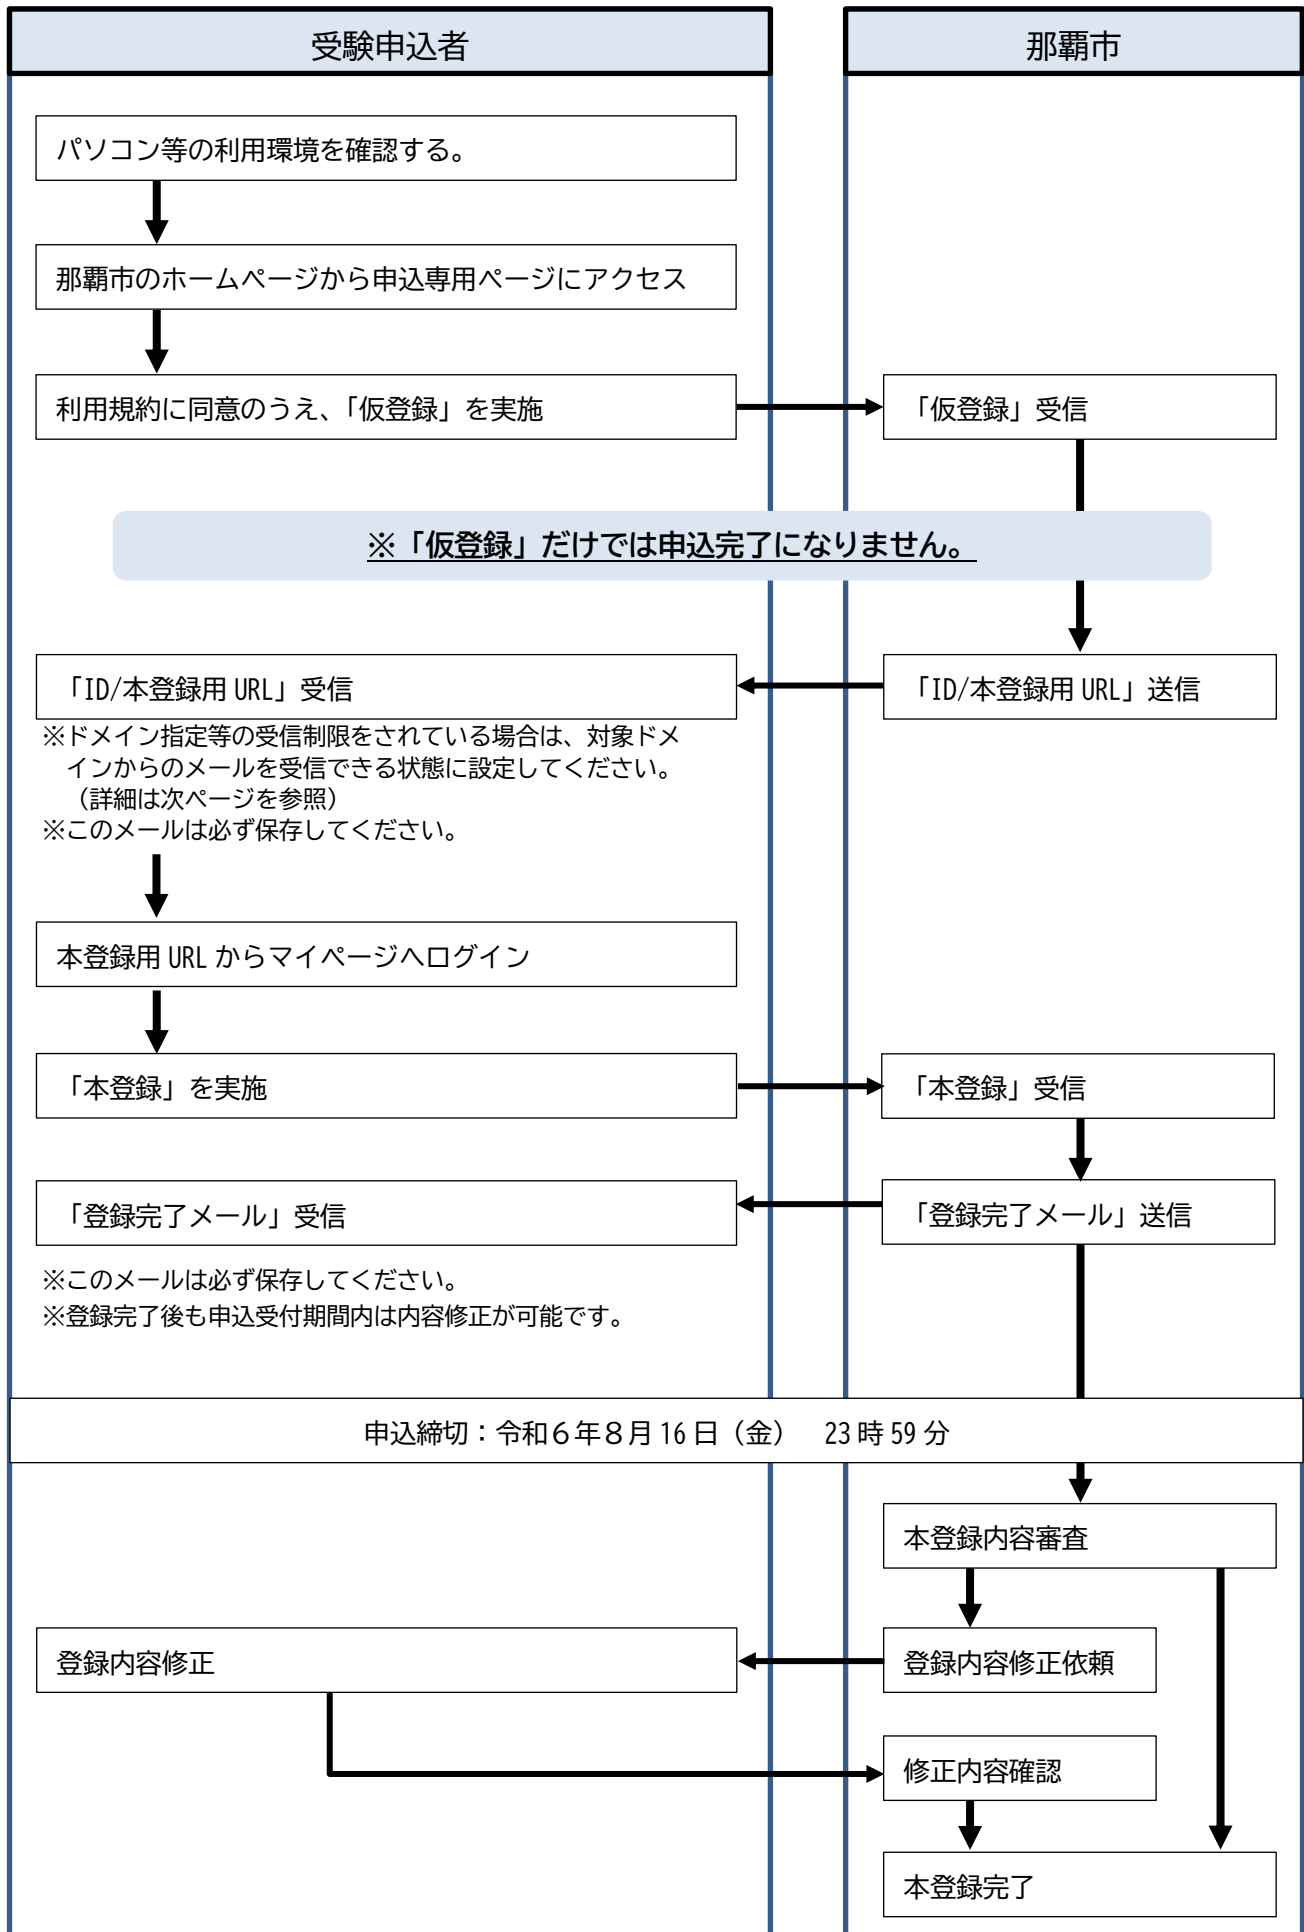 受験申込者
那覇市
パソコン等の利用環境を確認する。
那覇市のホームページから申込専用ページにアクセス
利用規約に同意のうえ、「仮登録」を実施
「仮登録」受信
※「仮登録」だけでは申込完了になりません。
「ID/本登録用 URL」受信
「ID/本登録用 URL」送信
※ドメイン指定等の受信制限をされている場合は、対象ドメ
インからのメールを受信できる状態に設定してください。
（詳細は次ページを参照）
※このメールは必ず保存してください。
本登録用 URL からマイページへログイン
「本登録」を実施
「本登録」受信
「登録完了メール」受信
「登録完了メール」送信
※このメールは必ず保存してください。
※登録完了後も申込受付期間内は内容修正が可能です。
申込締切：令和６年８月 16 日（金）　23 時 59 分
本登録内容審査
登録内容修正
登録内容修正依頼
修正内容確認
本登録完了